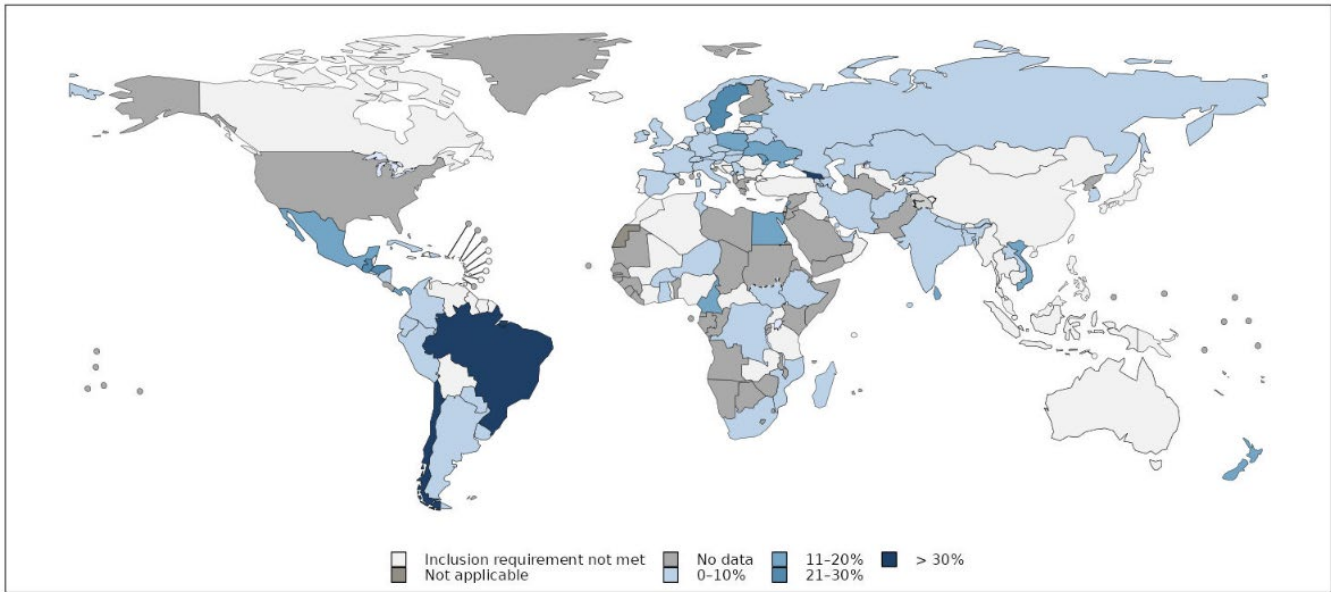 Inclusion requirement not met
Not applicable
No data
0–10%
11–20%
21–30%
> 30%